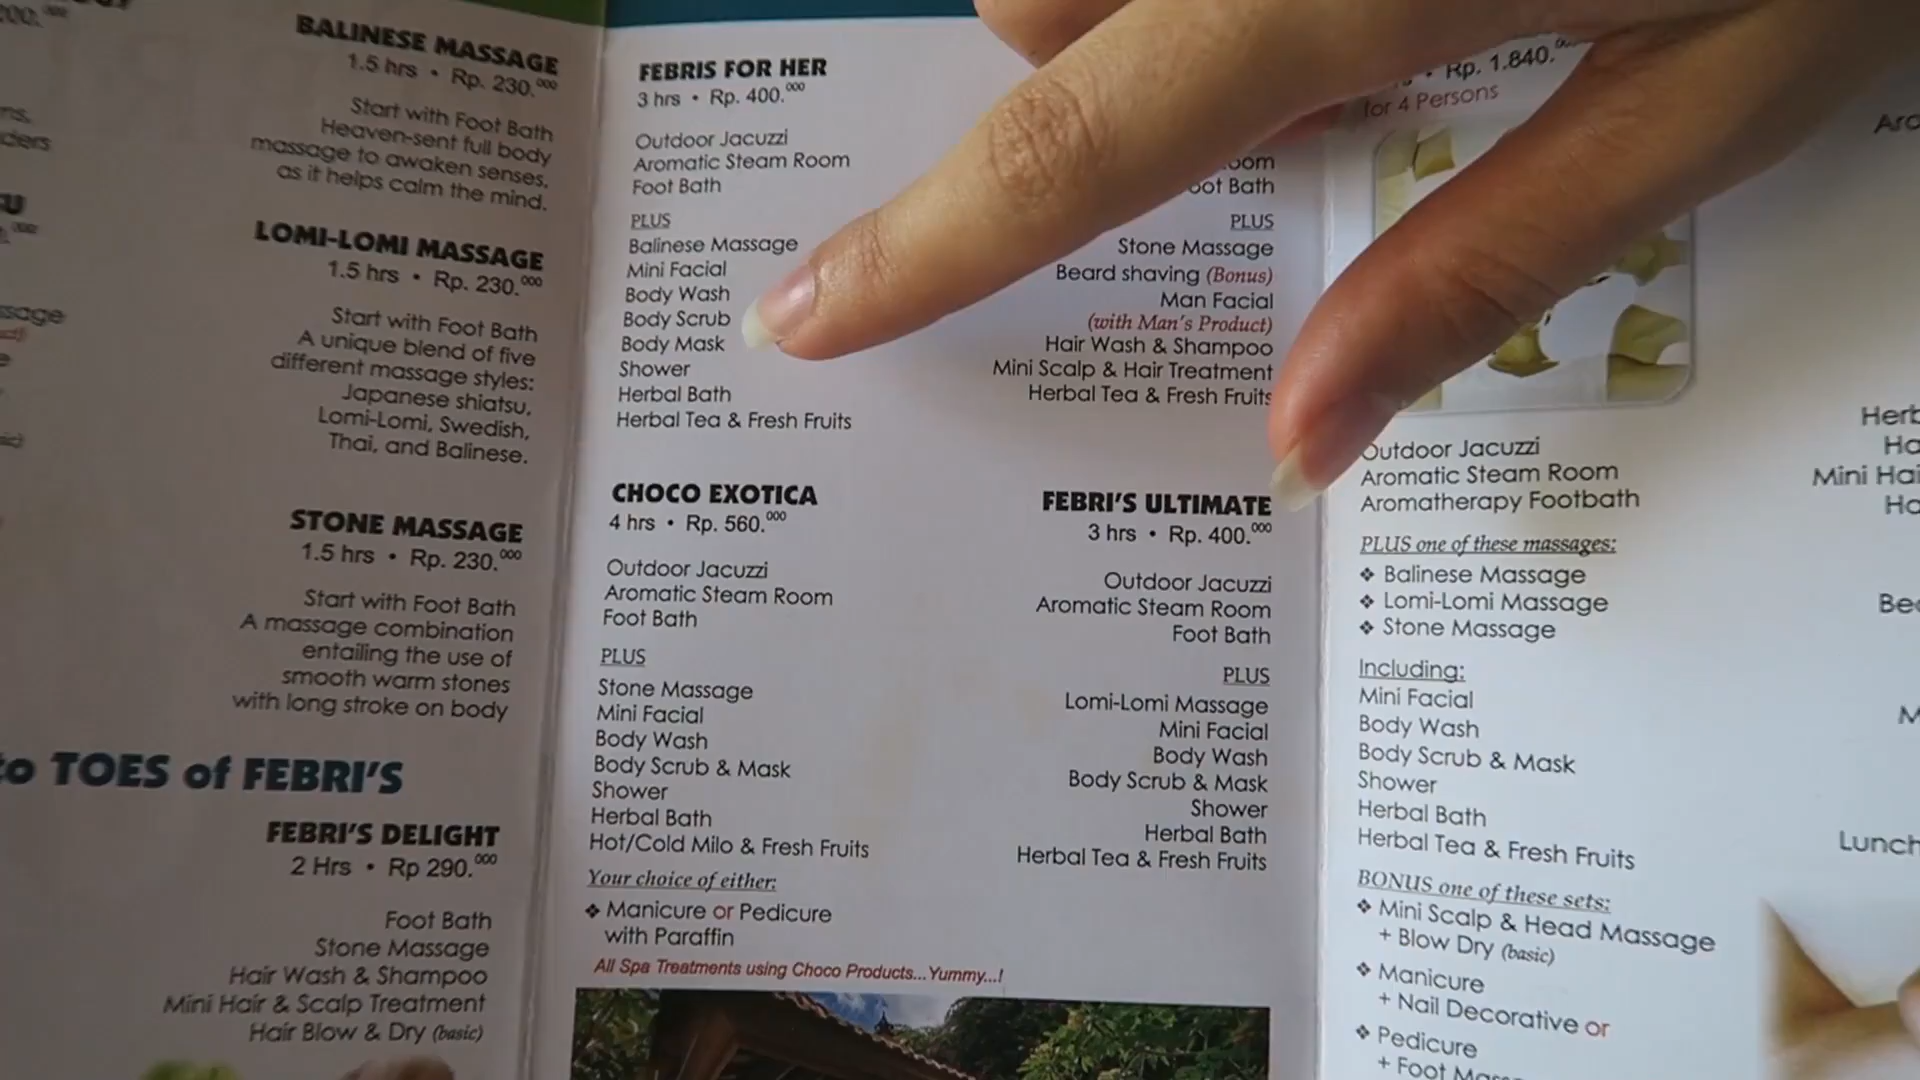 BALINESE MASSAGE
1.5 hrs • Rp. 230.000
Start with Foot Bath
Heaven-sent full body
massage to awaken senses,
as it helps calm the mind.
LOMI-LOMI MASSAGE
1.5 hrs • Rp. 230.000
Start with Foot Bath
A unique blend of five
different massage styles:
Japanese shiatsu,
Lomi-Lomi, Swedish,
Thai, and Balinese.
STONE MASSAGE
1.5 hrs • Rp. 230.000
Start with Foot Bath
A massage combination
entailing the use of
smooth warm stones
with long stroke on body
to TOES of FEBRI'S
FEBRI'S DELIGHT
2 Hrs • Rp 290.000
Foot Bath
Stone Massage
Hair Wash & Shampoo
Mini Hair & Scalp Treatment
Hair Blow & Dry (basic)
FEBRIS FOR HER
3 hrs • Rp. 400.000
Outdoor Jacuzzi
Aromatic Steam Room
Foot Bath
PLUS
Balinese Massage
Mini Facial
Body Wash
Body Scrub
Body Mask
Shower
Herbal Bath
Herbal Tea & Fresh Fruits
CHOCO EXOTICA
4 hrs • Rp. 560.000
Outdoor Jacuzzi
Aromatic Steam Room
Foot Bath
PLUS
Stone Massage
Mini Facial
Body Wash
Body Scrub & Mask
Shower
Herbal Bath
Hot/Cold Milo & Fresh Fruits
Your choice of either:
❖ Manicure or Pedicure
with Paraffin
All Spa Treatments using Choco Products...Yummy...!
Bath
PLUS
Stone Massage
Beard shaving (Bonus)
Man Facial
(with Man's Product)
Hair Wash & Shampoo
Mini Scalp & Hair Treatment
Herbal Tea & Fresh Fruits
FEBRI'S ULTIMATE
3 hrs • Rp. 400.000
Outdoor Jacuzzi
Aromatic Steam Room
Foot Bath
PLUS
Lomi-Lomi Massage
Mini Facial
Body Wash
Body Scrub & Mask
Shower
Herbal Bath
Herbal Tea & Fresh Fruits
• Rp. 1.840.
for 4 Persons
Outdoor Jacuzzi
Aromatic Steam Room
Aromatherapy Footbath
PLUS one of these massages:
❖ Balinese Massage
❖ Lomi-Lomi Massage
❖ Stone Massage
Including:
Mini Facial
Body Wash
Body Scrub & Mask
Shower
Herbal Bath
Herbal Tea & Fresh Fruits
BONUS one of these sets:
❖ Mini Scalp & Head Massage
+ Blow Dry (basic)
❖ Manicure
+ Nail Decorative or
❖ Pedicure
+ Foot
Mini
Lunch